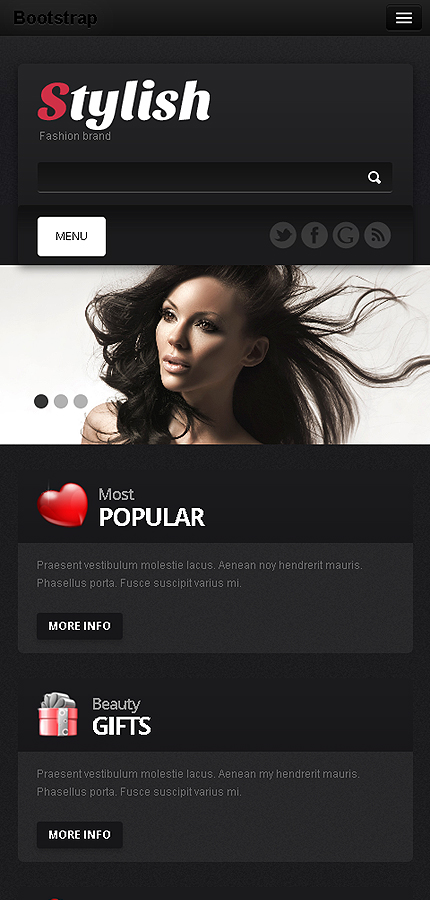 Bootstrap
Stylish
Fashion brand
MENU
Most
POPULAR
Praesent vestibulum molestie lacus. Aenean noy hendrerit mauris.
Phasellus porta. Fusce suscipit varius mi.
MORE INFO
Beauty
GIFTS
Praesent vestibulum molestie lacus. Aenean my hendrerit mauris.
Phasellus porta. Fusce suscipit varius mi.
MORE INFO